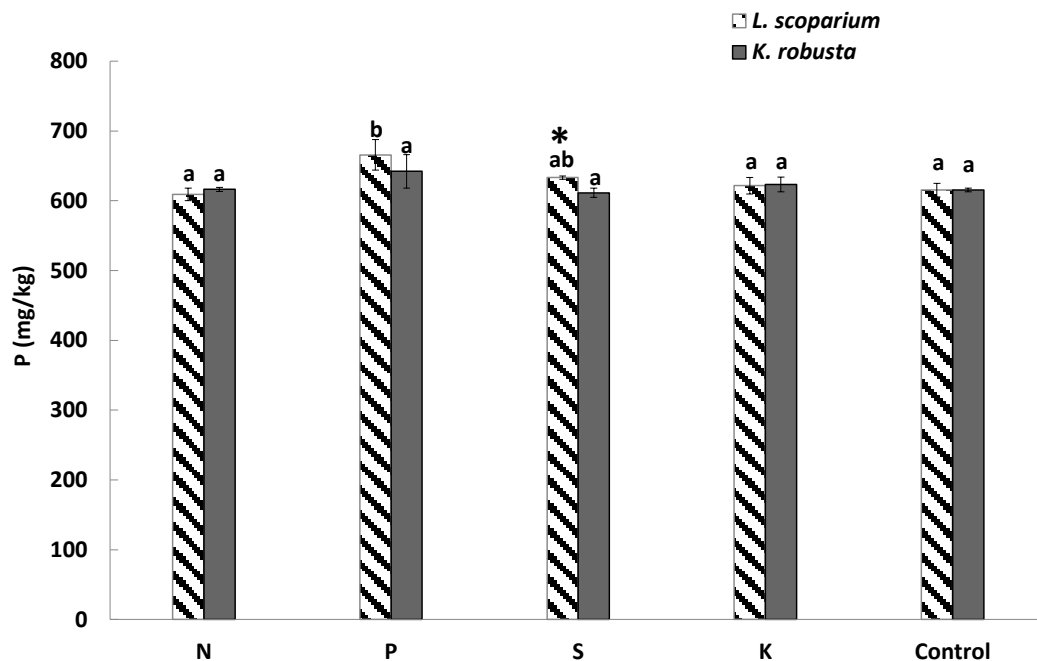 L. scoparium
K. robusta
800
700
600
500
400
300
200
100
0
P (mg/kg)
a a
b a
*
ab a
a a
a a
N P S K Control